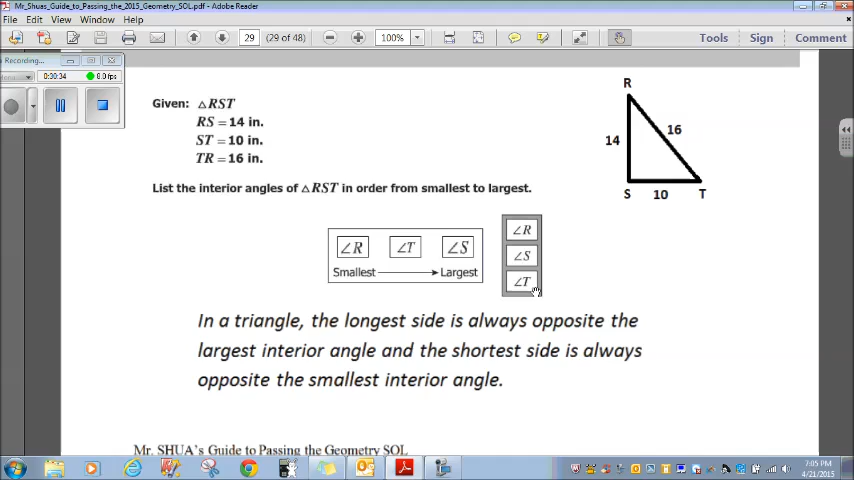 Mr_Shuas_Guide_to_Passing_the_2015_Geometry_SOL.pdf - Adobe Reader
File Edit View Window Help
29 (29 of 48) 100% Tools Sign Comment
Recording...
0:30:34 0.0 fps
Given: △RST
RS = 14 in.
ST = 10 in.
TR = 16 in.
List the interior angles of △RST in order from smallest to largest.
R
14 16
S 10 T
∠R ∠T ∠S
Smallest Largest
∠R
∠S
∠T
In a triangle, the longest side is always opposite the
largest interior angle and the shortest side is always
opposite the smallest interior angle.
Mr. SHUA's Guide to Passing the Geometry SOL
7:05 PM
4/21/2015